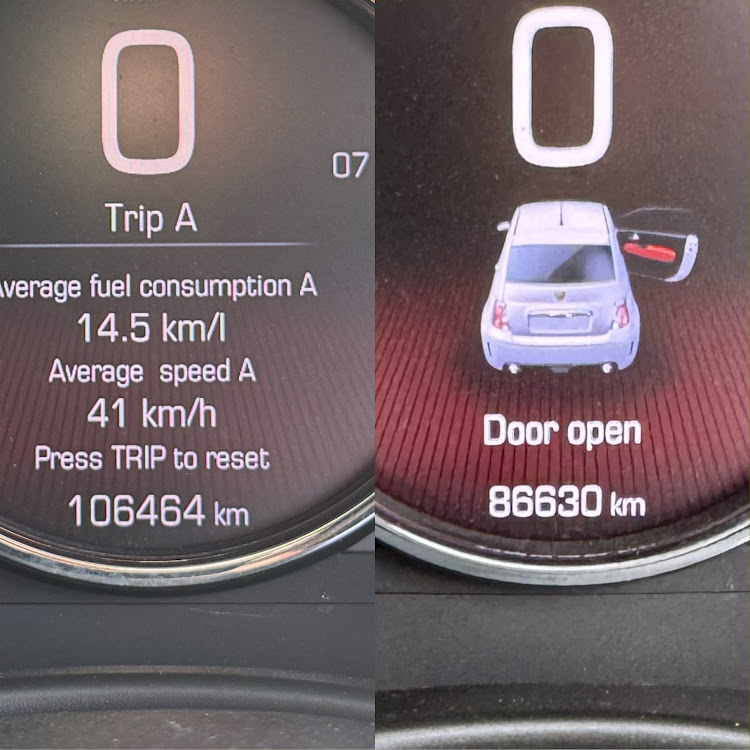 0
07
Trip A
Average fuel consumption A
14.5 km/l
Average speed A
41 km/h
Press TRIP to reset
106464 km
0
Door open
86630 km